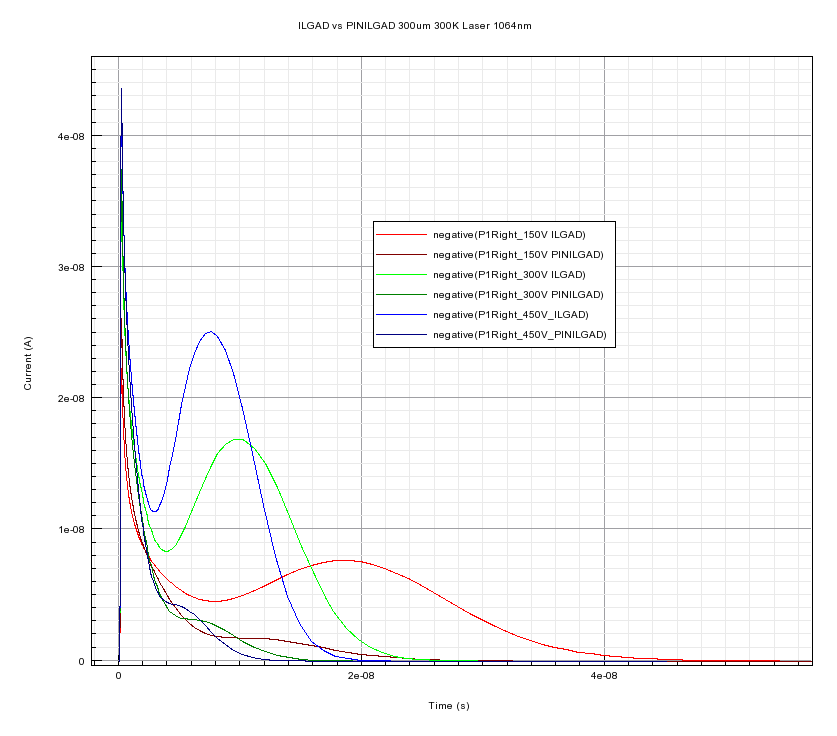 ILGAD vs PINILGAD 300um 300K Laser 1064nm
4e-08
3e-08
2e-08
1e-08
0
Current (A)
negative(P1Right_150V ILGAD)
negative(P1Right_150V PINILGAD)
negative(P1Right_300V ILGAD)
negative(P1Right_300V PINILGAD)
negative(P1Right_450V_ILGAD)
negative(P1Right_450V_PINILGAD)
0
2e-08
4e-08
Time (s)